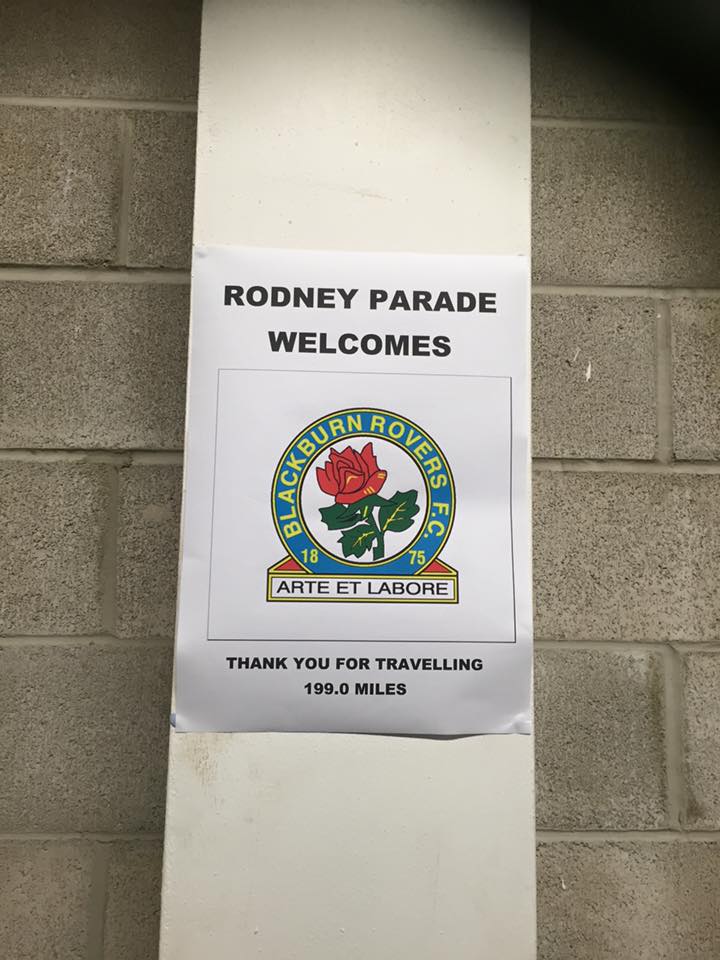 RODNEY PARADE
WELCOMES
BLACKBURN ROVERS F.C.
18 75
ARTE ET LABORE
THANK YOU FOR TRAVELLING
199.0 MILES